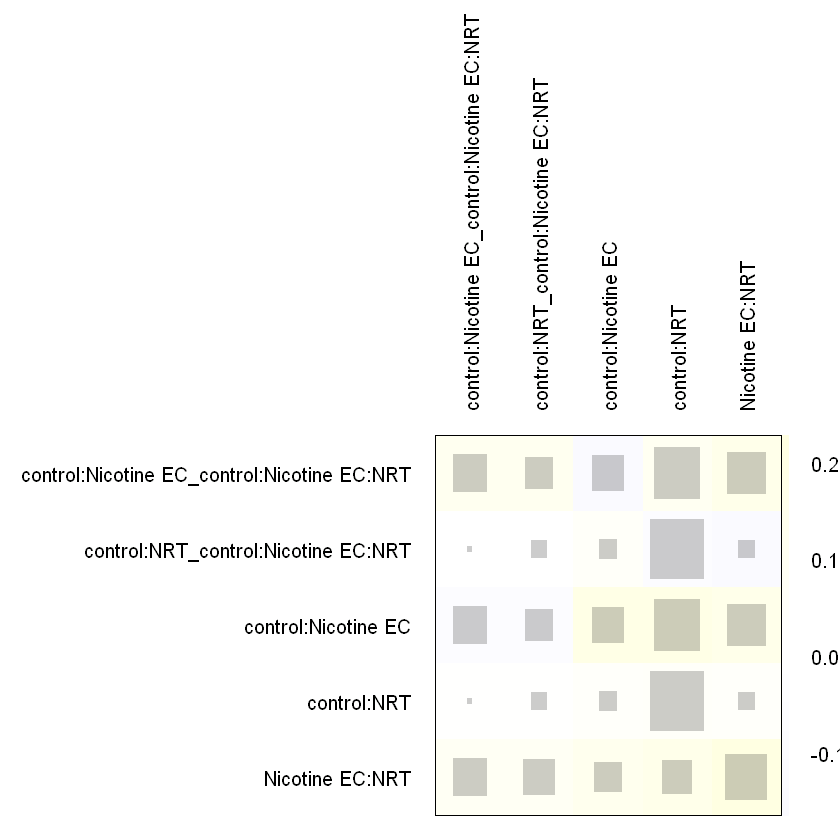 control:Nicotine EC_control:Nicotine EC:NRT
control:NRT_control:Nicotine EC:NRT
control:Nicotine EC
control:NRT
Nicotine EC:NRT
control:Nicotine EC_control:Nicotine EC:NRT
control:NRT_control:Nicotine EC:NRT
control:Nicotine EC
control:NRT
Nicotine EC:NRT
0.2
0.1
0.0
-0.1